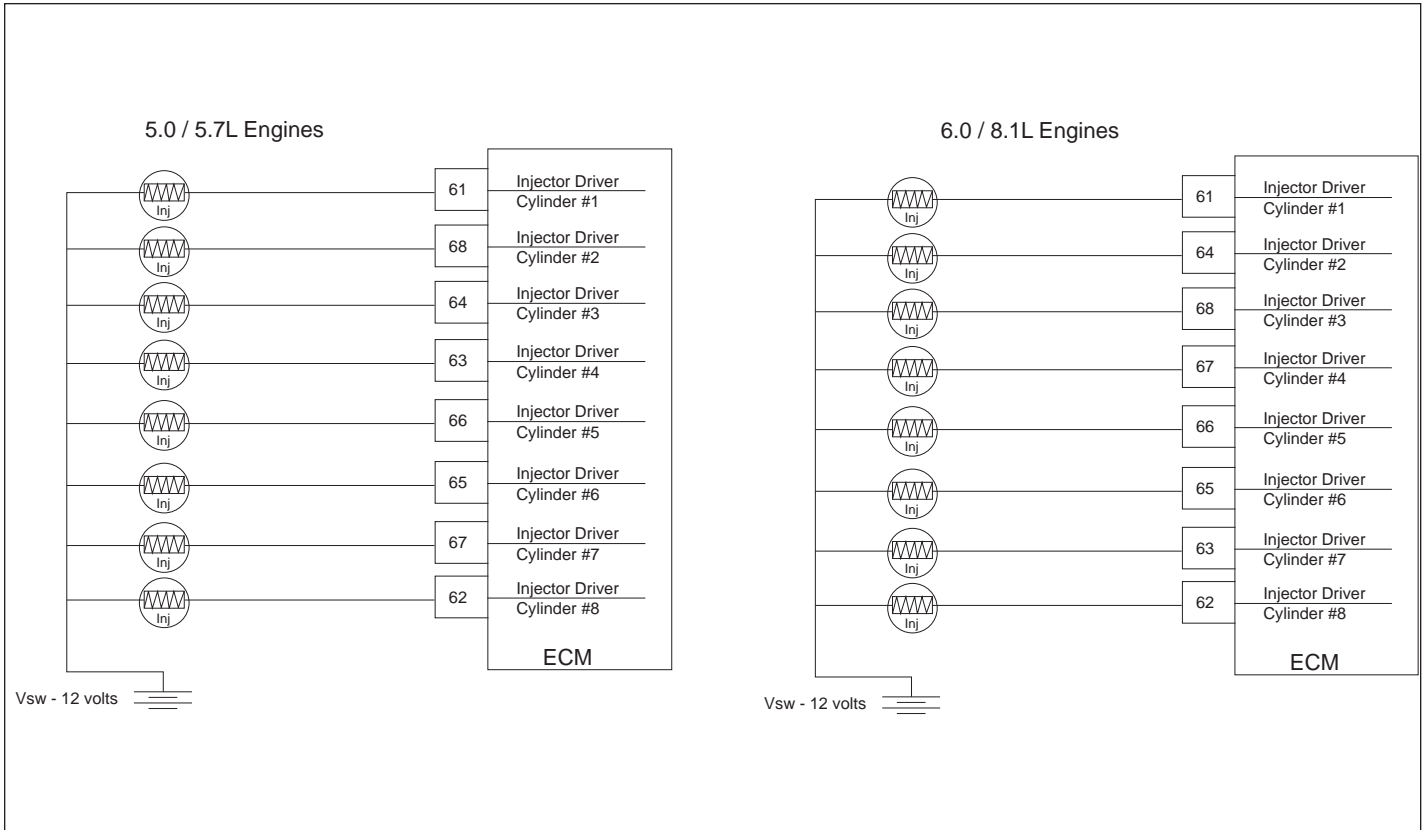 5.0 / 5.7L Engines
Inj
61
Injector Driver
Cylinder #1
Inj
68
Injector Driver
Cylinder #2
Inj
64
Injector Driver
Cylinder #3
Inj
63
Injector Driver
Cylinder #4
Inj
66
Injector Driver
Cylinder #5
Inj
65
Injector Driver
Cylinder #6
Inj
67
Injector Driver
Cylinder #7
Inj
62
Injector Driver
Cylinder #8
ECM
Vsw - 12 volts
6.0 / 8.1L Engines
Inj
61
Injector Driver
Cylinder #1
Inj
64
Injector Driver
Cylinder #2
Inj
68
Injector Driver
Cylinder #3
Inj
67
Injector Driver
Cylinder #4
Inj
66
Injector Driver
Cylinder #5
Inj
65
Injector Driver
Cylinder #6
Inj
63
Injector Driver
Cylinder #7
Inj
62
Injector Driver
Cylinder #8
ECM
Vsw - 12 volts